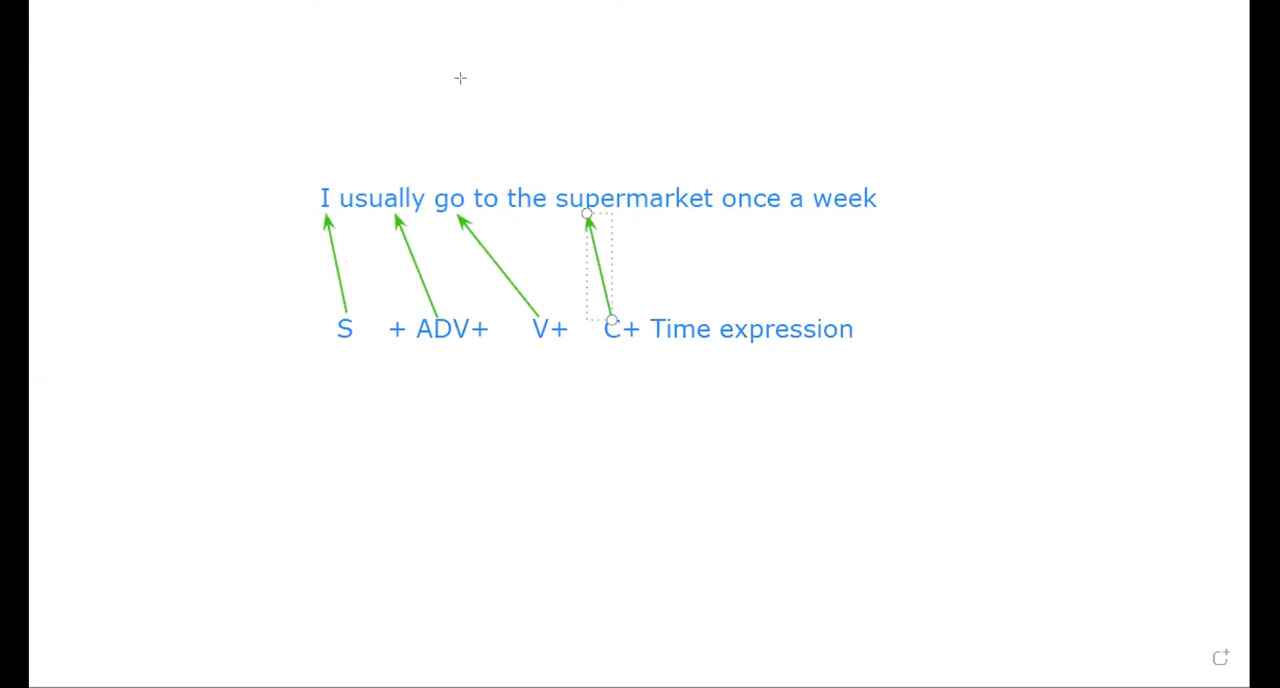 I usually go to the supermarket once a week
S + ADV+ V+ C+ Time expression